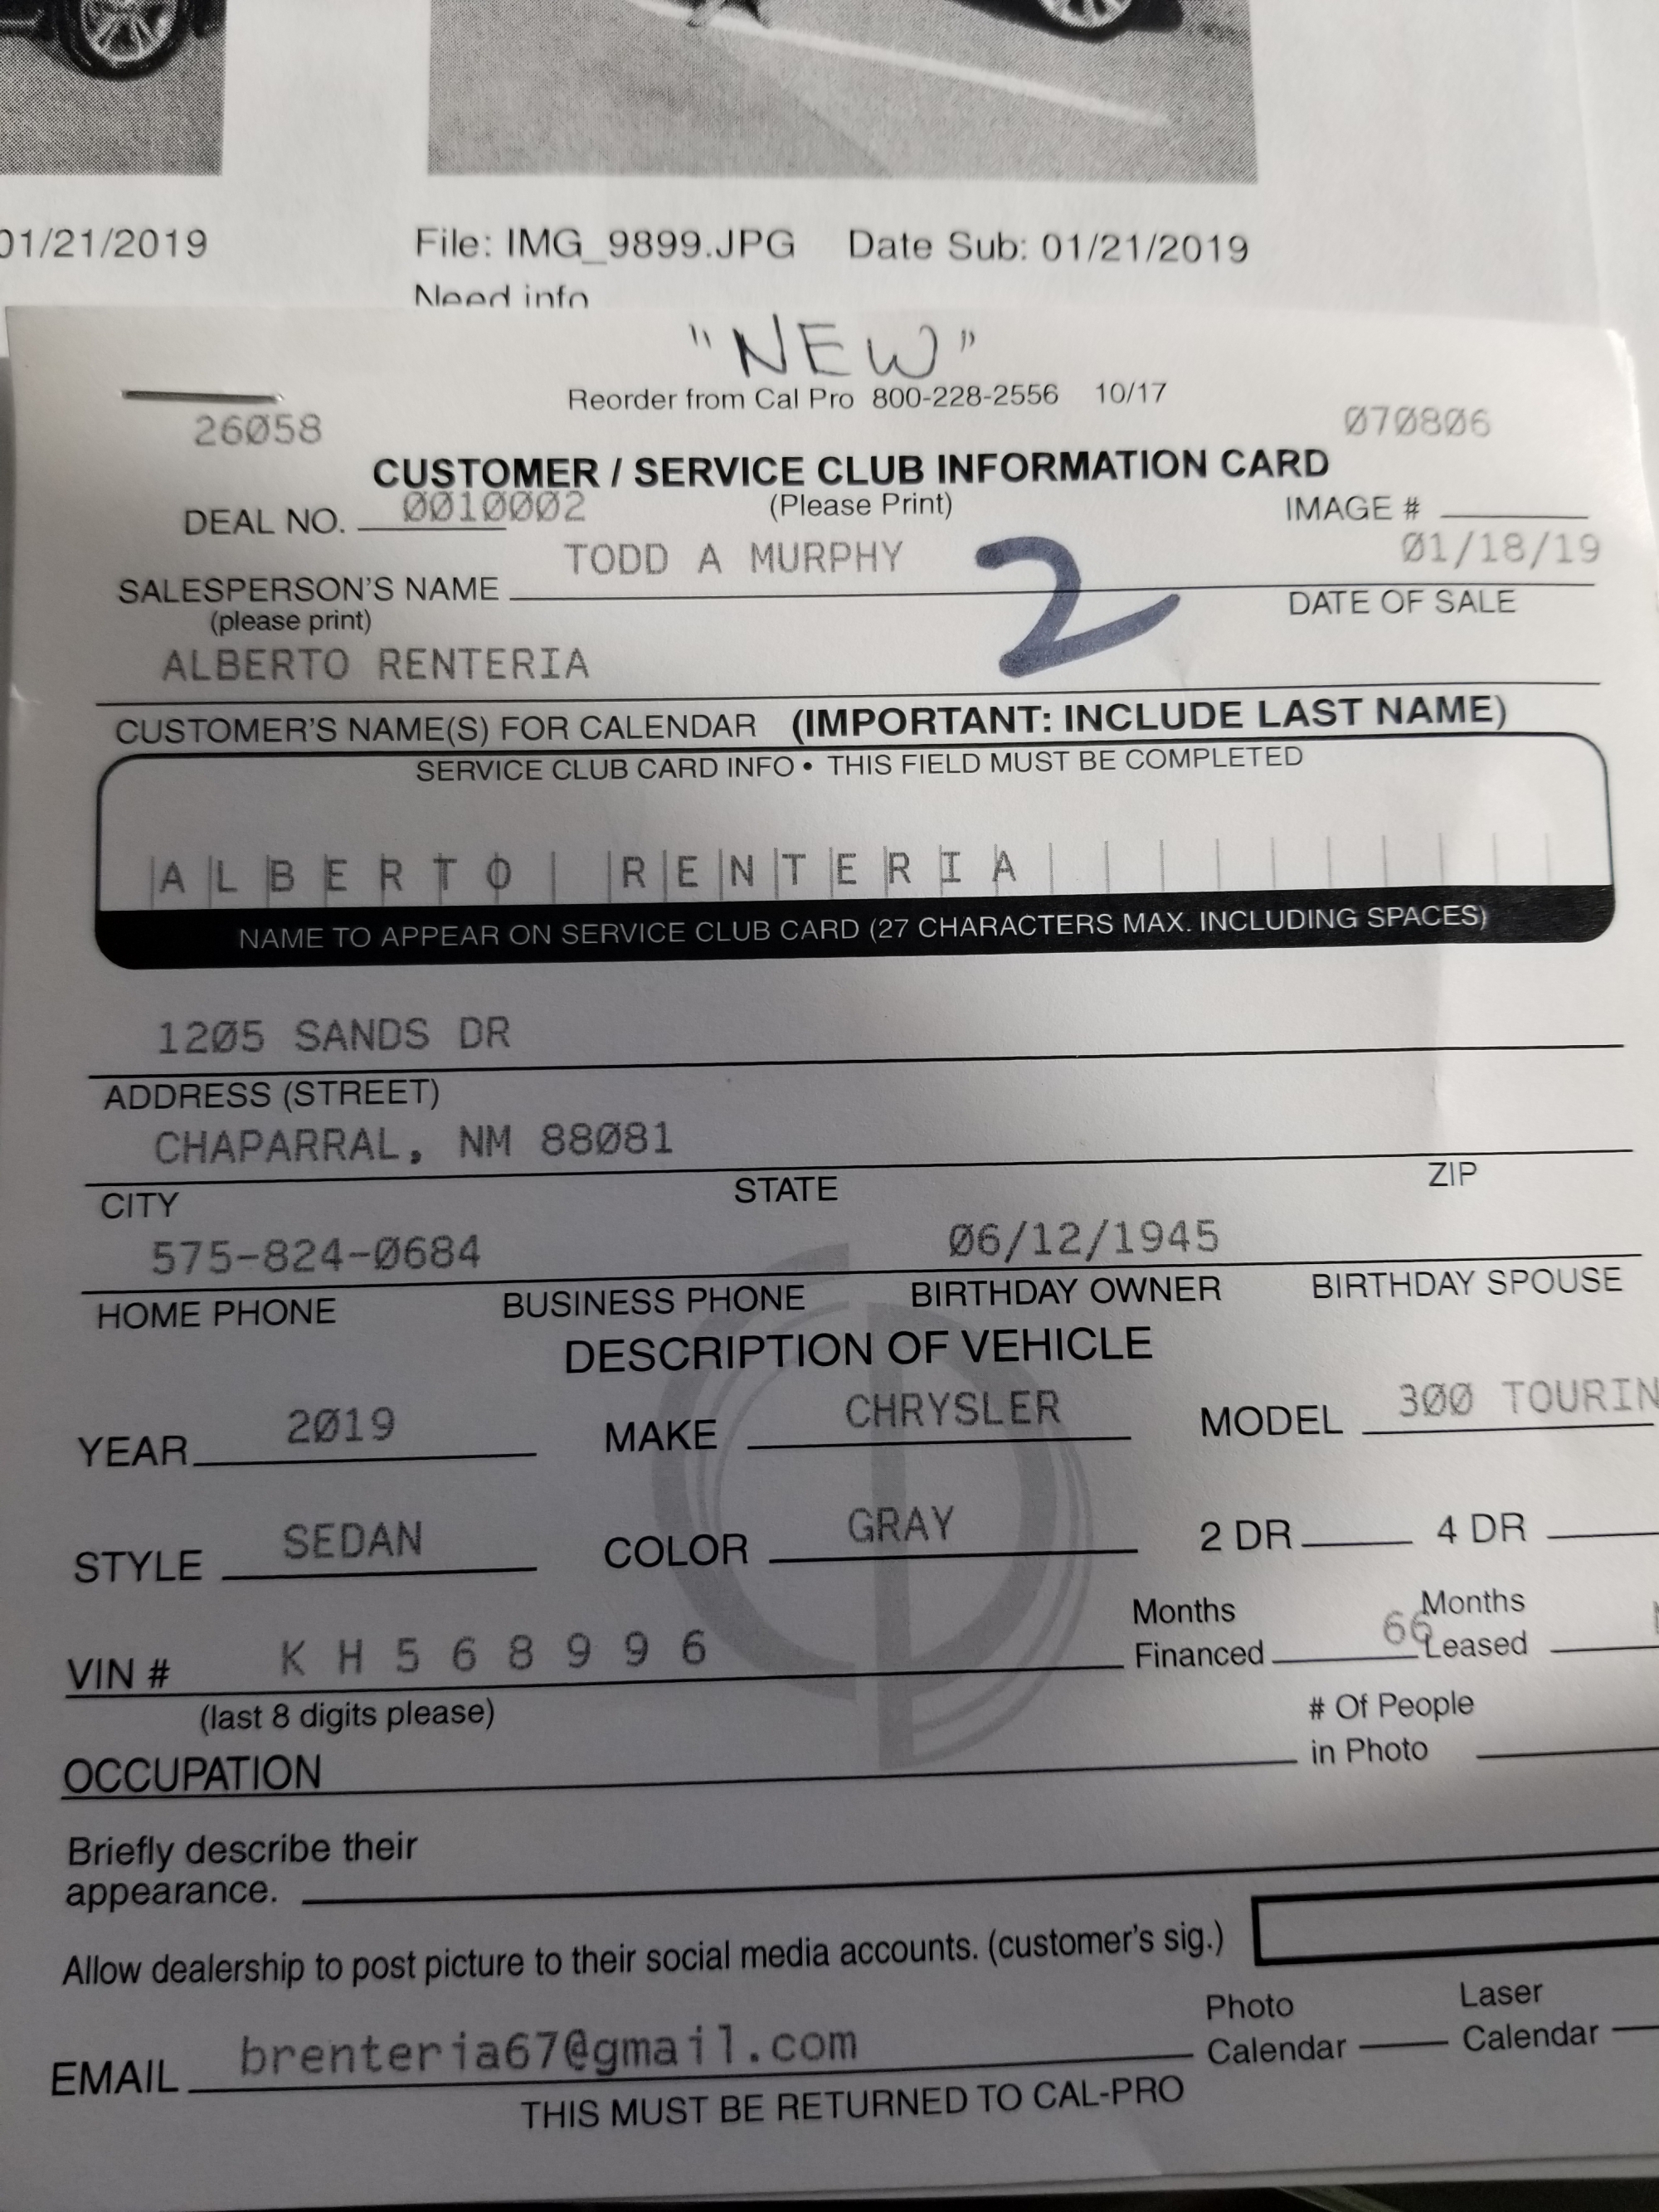 01/21/2019 File: IMG_9899.JPG Date Sub: 01/21/2019
Need info
"NEW"
Reorder from Cal Pro 800-228-2556 10/17
26058 070806
CUSTOMER / SERVICE CLUB INFORMATION CARD
DEAL NO. 0010002 (Please Print) IMAGE #
TODD A MURPHY 2 01/18/19
SALESPERSON'S NAME DATE OF SALE
(please print)
ALBERTO RENTERIA
CUSTOMER'S NAME(S) FOR CALENDAR (IMPORTANT: INCLUDE LAST NAME)
SERVICE CLUB CARD INFO • THIS FIELD MUST BE COMPLETED
ALBERTO RENTERIA
NAME TO APPEAR ON SERVICE CLUB CARD (27 CHARACTERS MAX. INCLUDING SPACES)
1205 SANDS DR
ADDRESS (STREET)
CHAPARRAL, NM 88081
CITY STATE ZIP
575-824-0684 06/12/1945
HOME PHONE BUSINESS PHONE BIRTHDAY OWNER BIRTHDAY SPOUSE
DESCRIPTION OF VEHICLE
YEAR 2019 MAKE CHRYSLER MODEL 300 TOURIN
STYLE SEDAN COLOR GRAY 2 DR 4 DR
Months 66 Months
VIN # K H 5 6 8 9 9 6 Financed Leased
(last 8 digits please) # Of People
OCCUPATION in Photo
Briefly describe their
appearance.
Allow dealership to post picture to their social media accounts. (customer's sig.)
Photo Laser
EMAIL brenteria67@gmail.com Calendar Calendar
THIS MUST BE RETURNED TO CAL-PRO